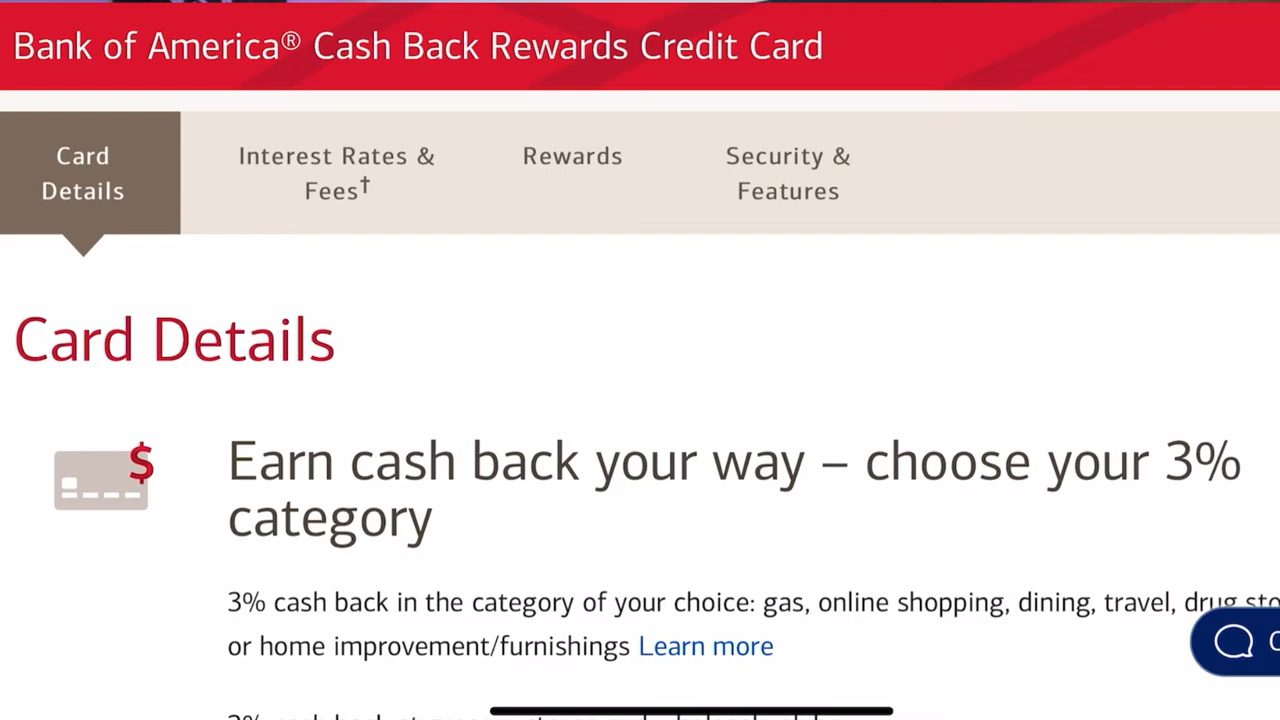 Bank of America® Cash Back Rewards Credit Card
Card
Details
Interest Rates &
Fees†
Rewards
Security &
Features
Card Details
$
Earn cash back your way – choose your 3%
category
3% cash back in the category of your choice: gas, online shopping, dining, travel, drug
or home improvement/furnishings Learn more